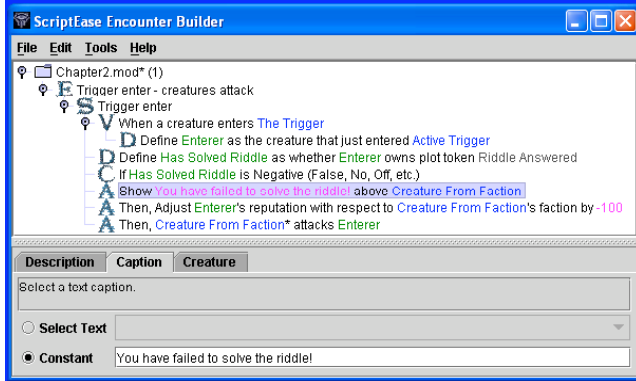 ScriptEase Encounter Builder
File Edit Tools Help
Chapter2.mod* (1)
E Trigger enter - creatures attack
S Trigger enter
V When a creature enters The Trigger
D Define Enterer as the creature that just entered Active Trigger
D Define Has Solved Riddle as whether Enterer owns plot token Riddle Answered
C If Has Solved Riddle is Negative (False, No, Off, etc.)
A Show You have failed to solve the riddle! above Creature From Faction
A Then, Adjust Enterer's reputation with respect to Creature From Faction's faction by -100
A Then, Creature From Faction* attacks Enterer
Description Caption Creature
Select a text caption.
Select Text
Constant You have failed to solve the riddle!